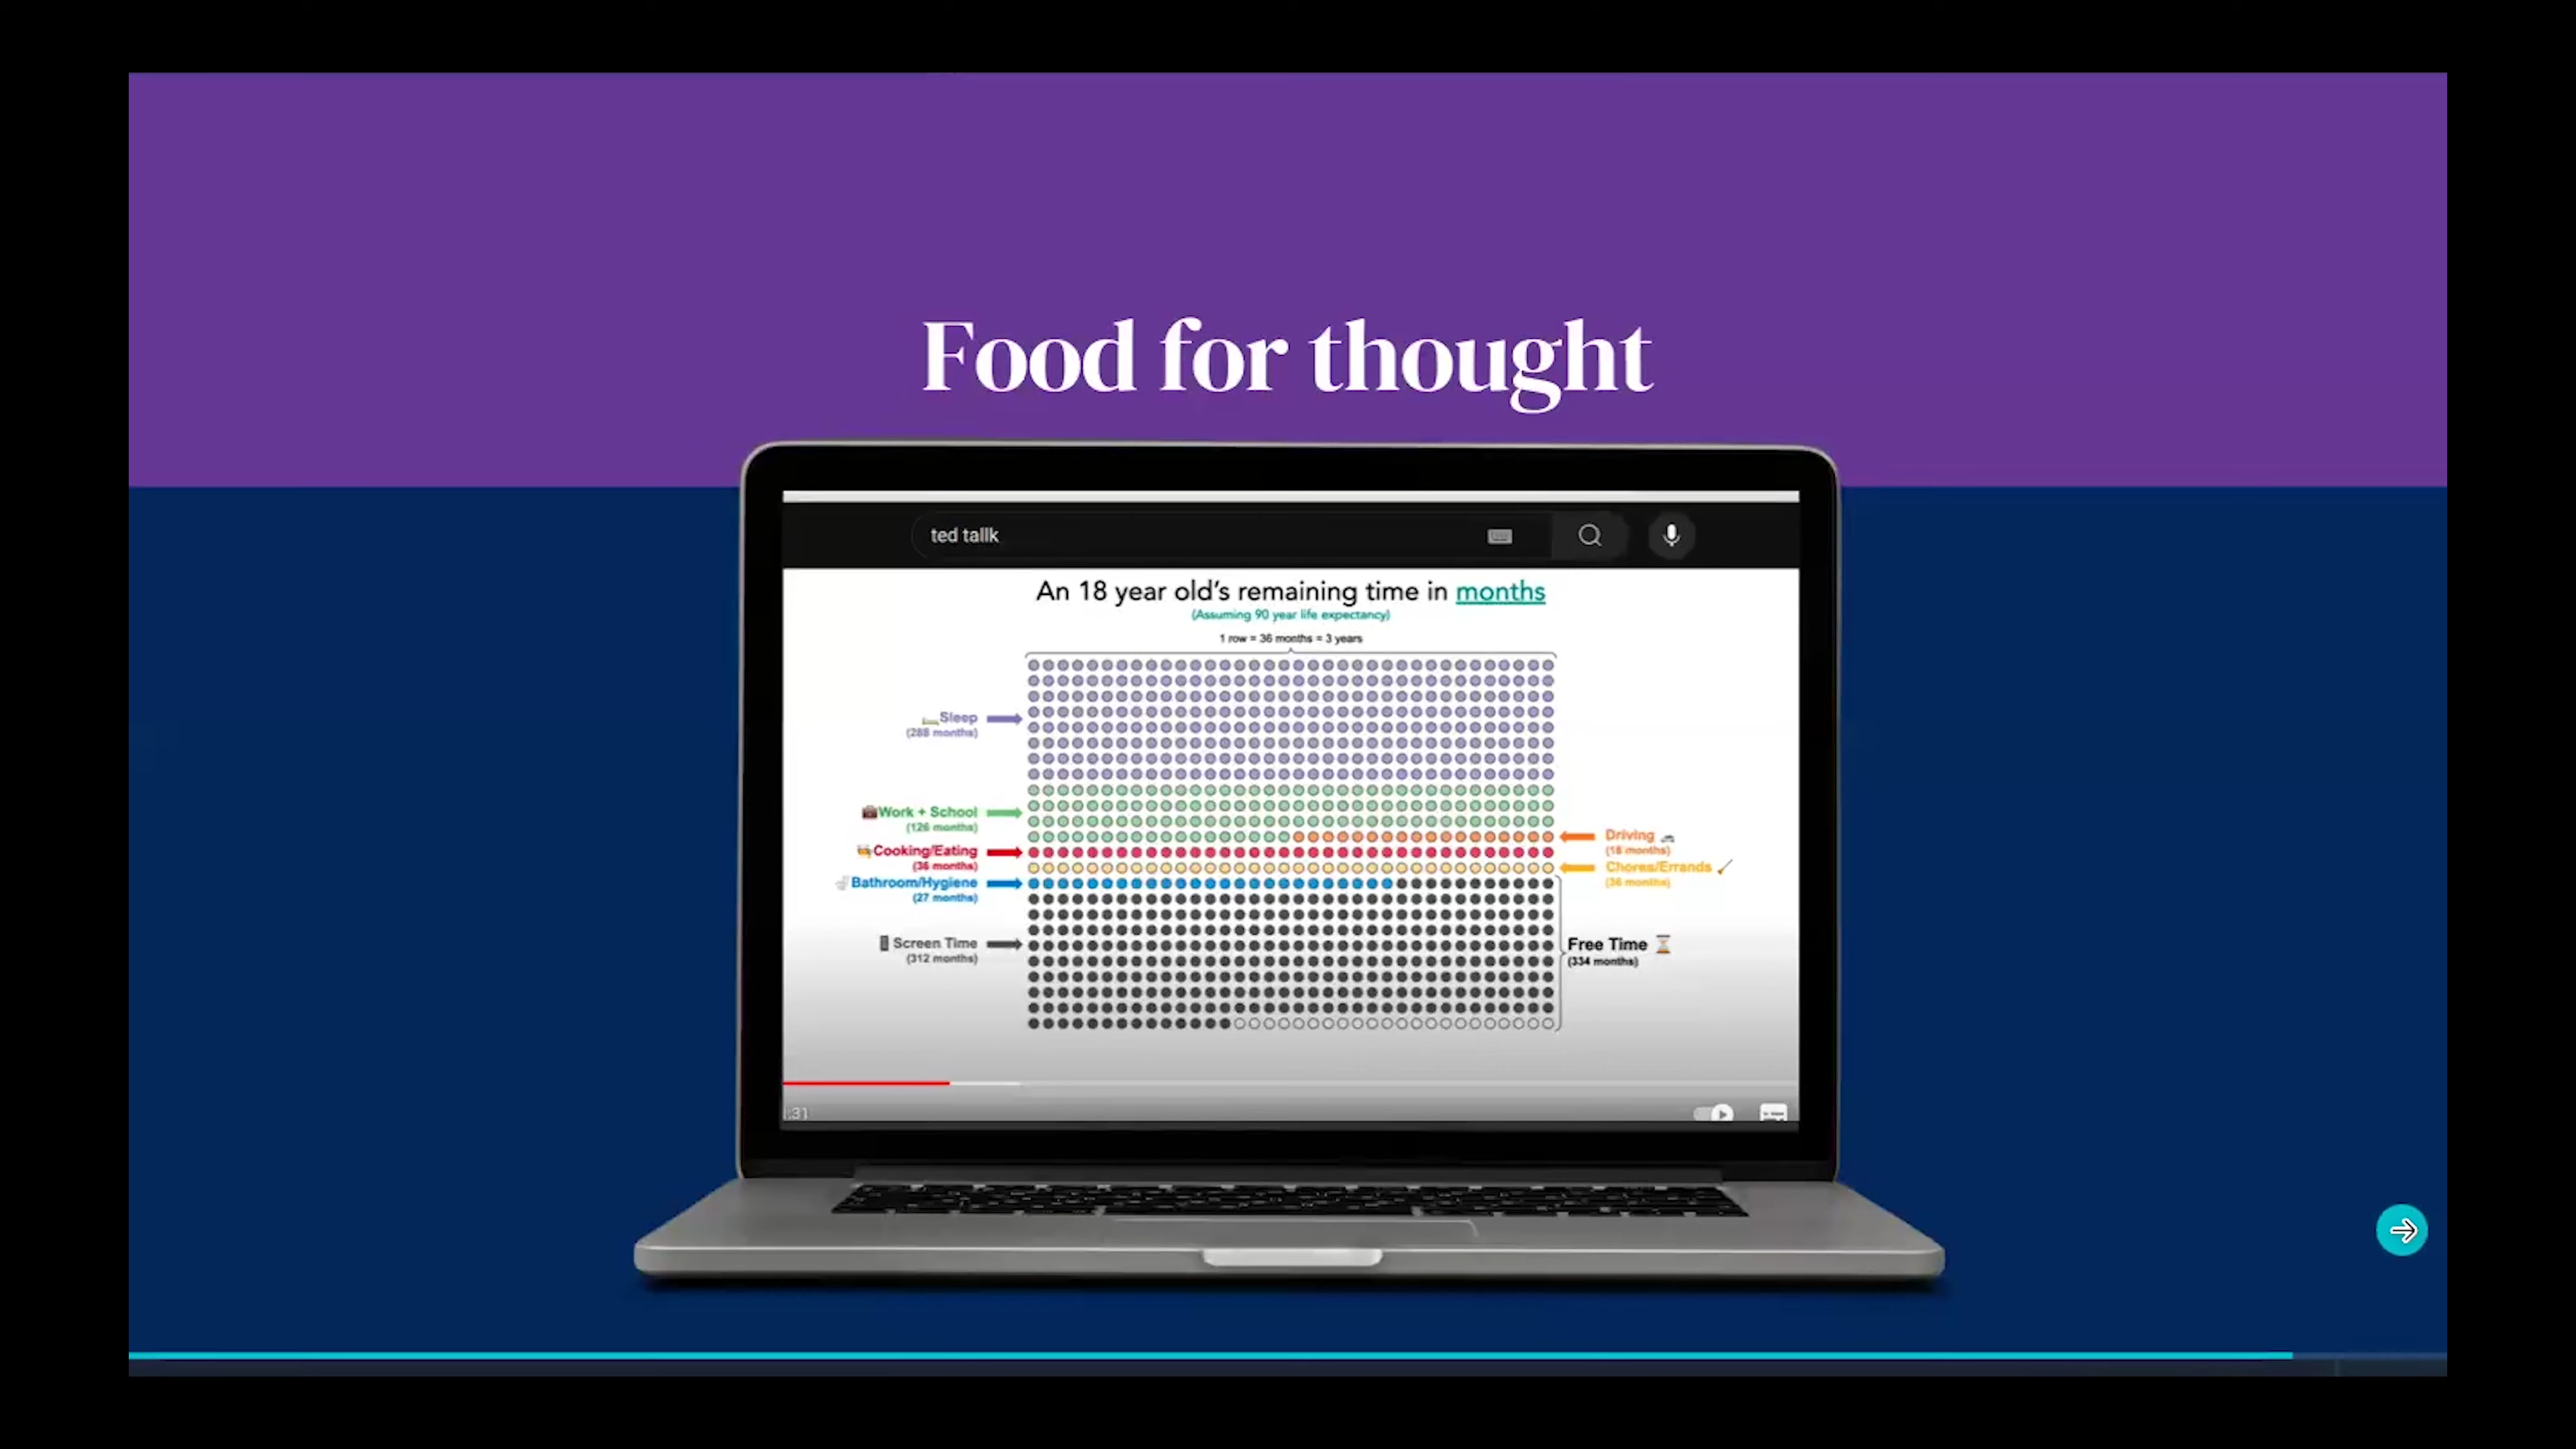 Food for thought
ted tallk
An 18 year old's remaining time in months
(Assuming 90 year life expectancy)
1 row = 36 months = 3 years
Sleep
(288 months)
Work + School
(126 months)
Driving
(18 months)
Cooking/Eating
(36 months)
Chores/Errands
(36 months)
Bathroom/Hygiene
(27 months)
Screen Time
(312 months)
Free Time
(334 months)
:31